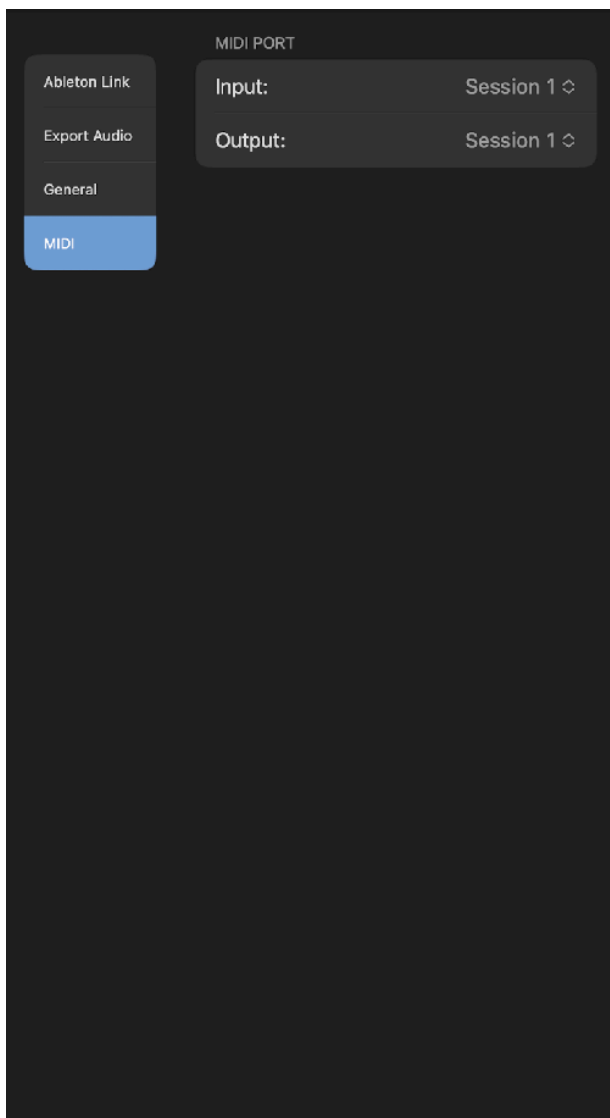 MIDI PORT
Ableton Link
Export Audio
General
MIDI
Input: Session 1
Output: Session 1